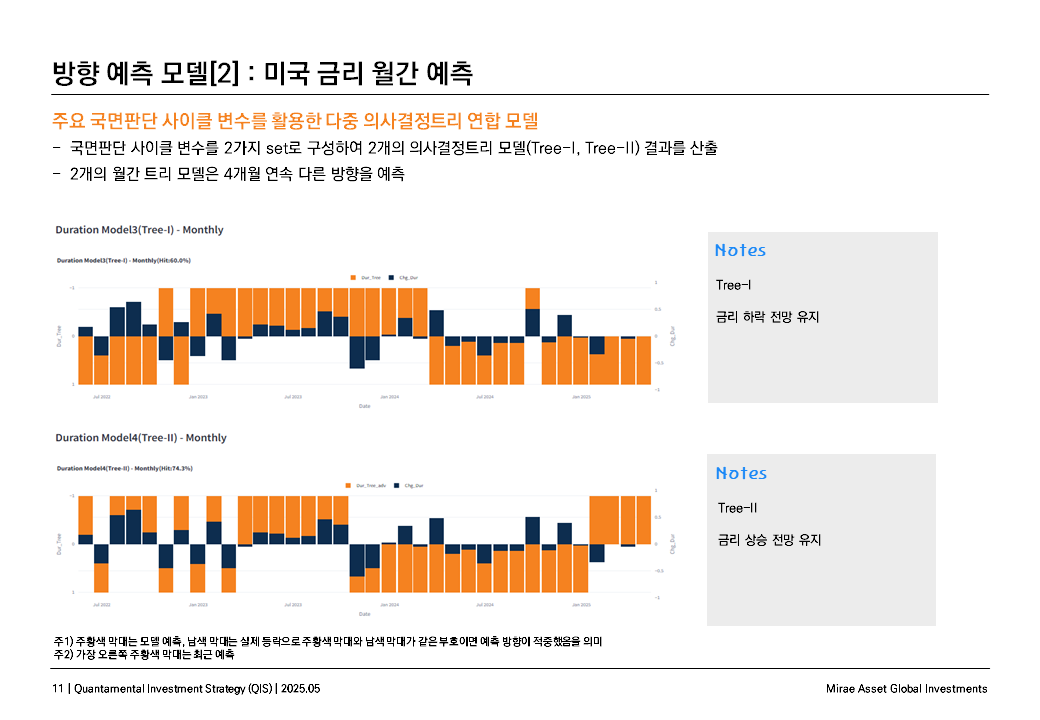 방향 예측 모델[2] : 미국 금리 월간 예측
주요 국면판단 사이클 변수를 활용한 다중 의사결정트리 연합 모델
- 국면판단 사이클 변수를 2가지 set로 구성하여 2개의 의사결정트리 모델(Tree-I, Tree-II) 결과를 산출
- 2개의 월간 트리 모델은 4개월 연속 다른 방향을 예측
Duration Model3(Tree-I) - Monthly
Duration Model3(Tree-I) - Monthly(Hit:60.0%)
Dur_Tree Chg_Dur
-1
0
1
Dur_Tree
1
0.5
0
-0.5
-1
Chg_Dur
Jul 2022 Jan 2023 Jul 2023 Jan 2024 Jul 2024 Jan 2025
Date
Notes
Tree-I
금리 하락 전망 유지
Duration Model4(Tree-II) - Monthly
Duration Model4(Tree-II) - Monthly(Hit:74.3%)
Dur_Tree_adv Chg_Dur
-1
0
1
Dur_Tree
1
0.5
0
-0.5
-1
Chg_Dur
Jul 2022 Jan 2023 Jul 2023 Jan 2024 Jul 2024 Jan 2025
Date
Notes
Tree-II
금리 상승 전망 유지
주1) 주황색 막대는 모델 예측, 남색 막대는 실제 등락으로 주황색 막대와 남색 막대가 같은 부호이면 예측 방향이 적중했음을 의미
주2) 가장 오른쪽 주황색 막대는 최근 예측
11 | Quantamental Investment Strategy (QIS) | 2025.05
Mirae Asset Global Investments